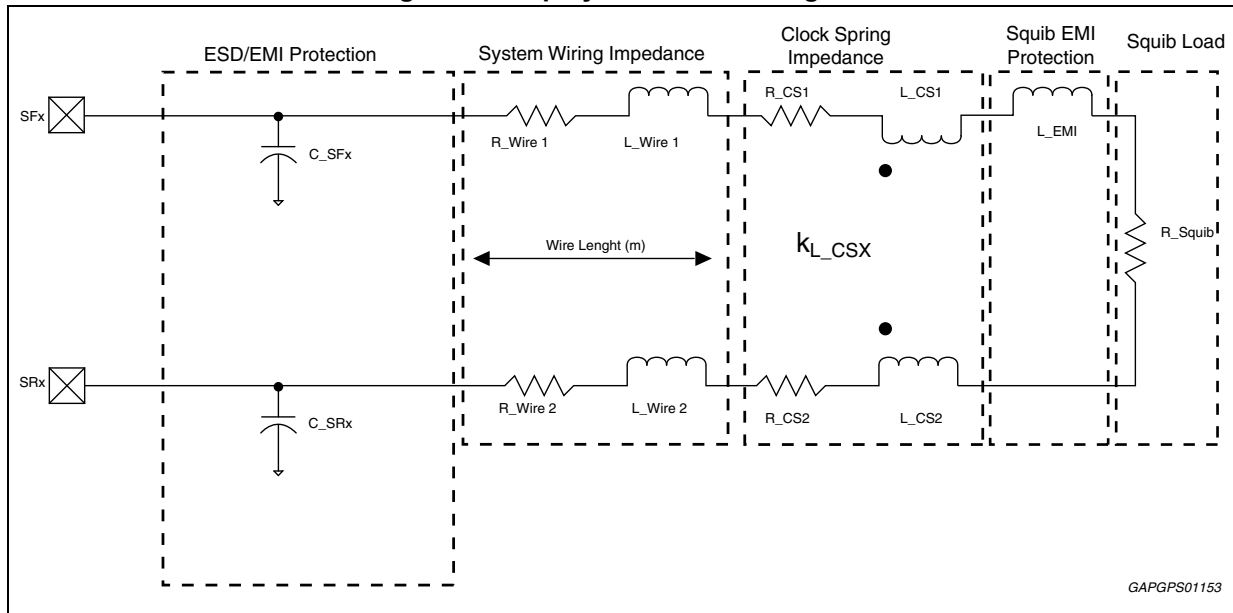 ESD/EMI Protection
System Wiring Impedance
Clock Spring
Impedance
Squib EMI
Protection
Squib Load
SFx
C_SFx
R_Wire 1
L_Wire 1
R_CS1
L_CS1
L_EMI
R_Squib
Wire Lenght (m)
kL_CSX
SRx
C_SRx
R_Wire 2
L_Wire 2
R_CS2
L_CS2
GAPGPS01153